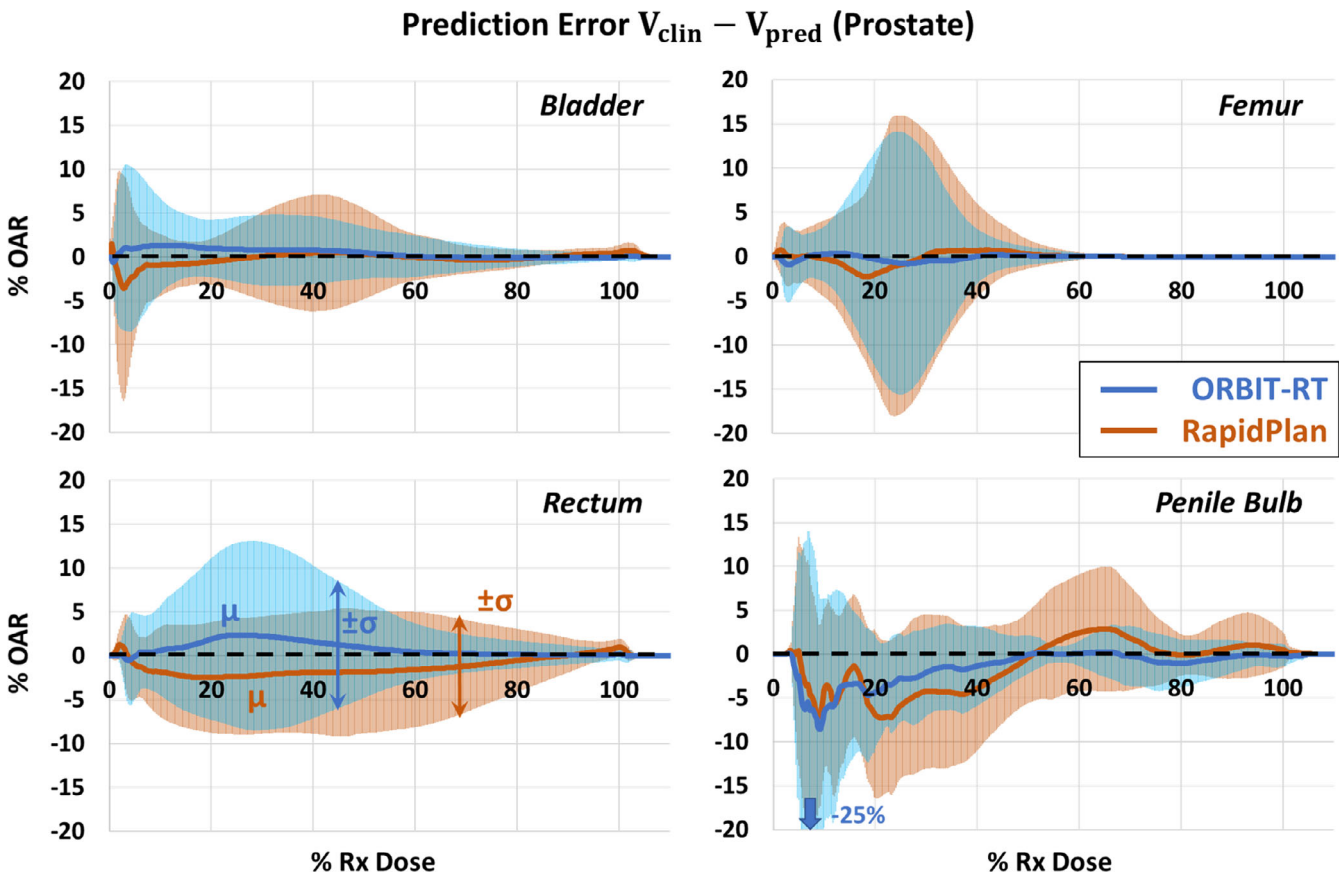 Prediction Error V_clin − V_pred (Prostate)
20
15
10
5
0
-5
-10
-15
-20
% OAR
Bladder
0 20 40 60 80 100
20
15
10
5
0
-5
-10
-15
-20
Femur
0 20 40 60 80 100
ORBIT-RT
RapidPlan
20
15
10
5
0
-5
-10
-15
-20
% OAR
Rectum
μ
±σ
±σ
μ
0 20 40 60 80 100
% Rx Dose
20
15
10
5
0
-5
-10
-15
-20
Penile Bulb
0 20 40 60 80 100
-25%
% Rx Dose